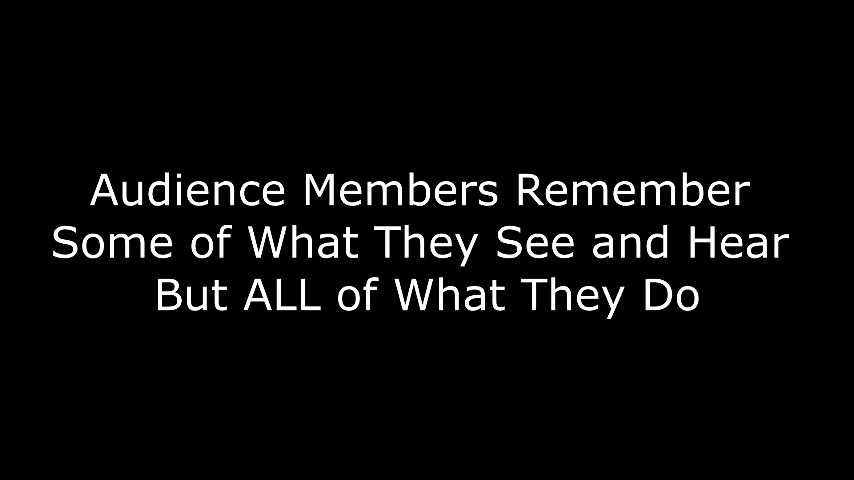 Audience Members Remember
Some of What They See and Hear
But ALL of What They Do